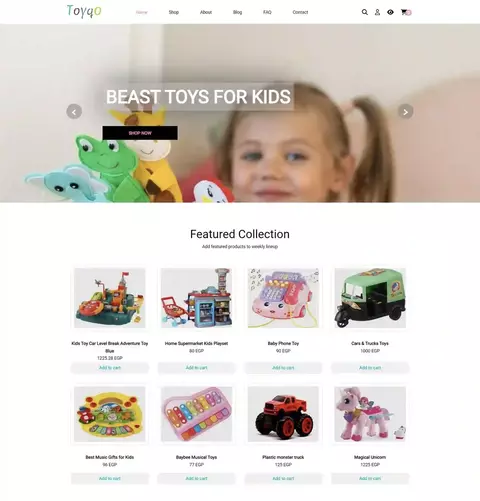 Toyqo
Home Shop About Blog FAQ Contact
BEAST TOYS FOR KIDS
SHOP NOW
Featured Collection
Add featured products to weekly lineup
Kids Toy Car Level Break Adventure Toy
Blue
1225.28 EGP
Add to cart
Home Supermarket Kids Playset
80 EGP
Add to cart
Baby Phone Toy
90 EGP
Add to cart
Cars & Trucks Toys
1000 EGP
Add to cart
Best Music Gifts for Kids
96 EGP
Add to cart
Baybee Musical Toys
77 EGP
Add to cart
Plastic monster truck
125 EGP
Add to cart
Magical Unicorn
1225 EGP
Add to cart